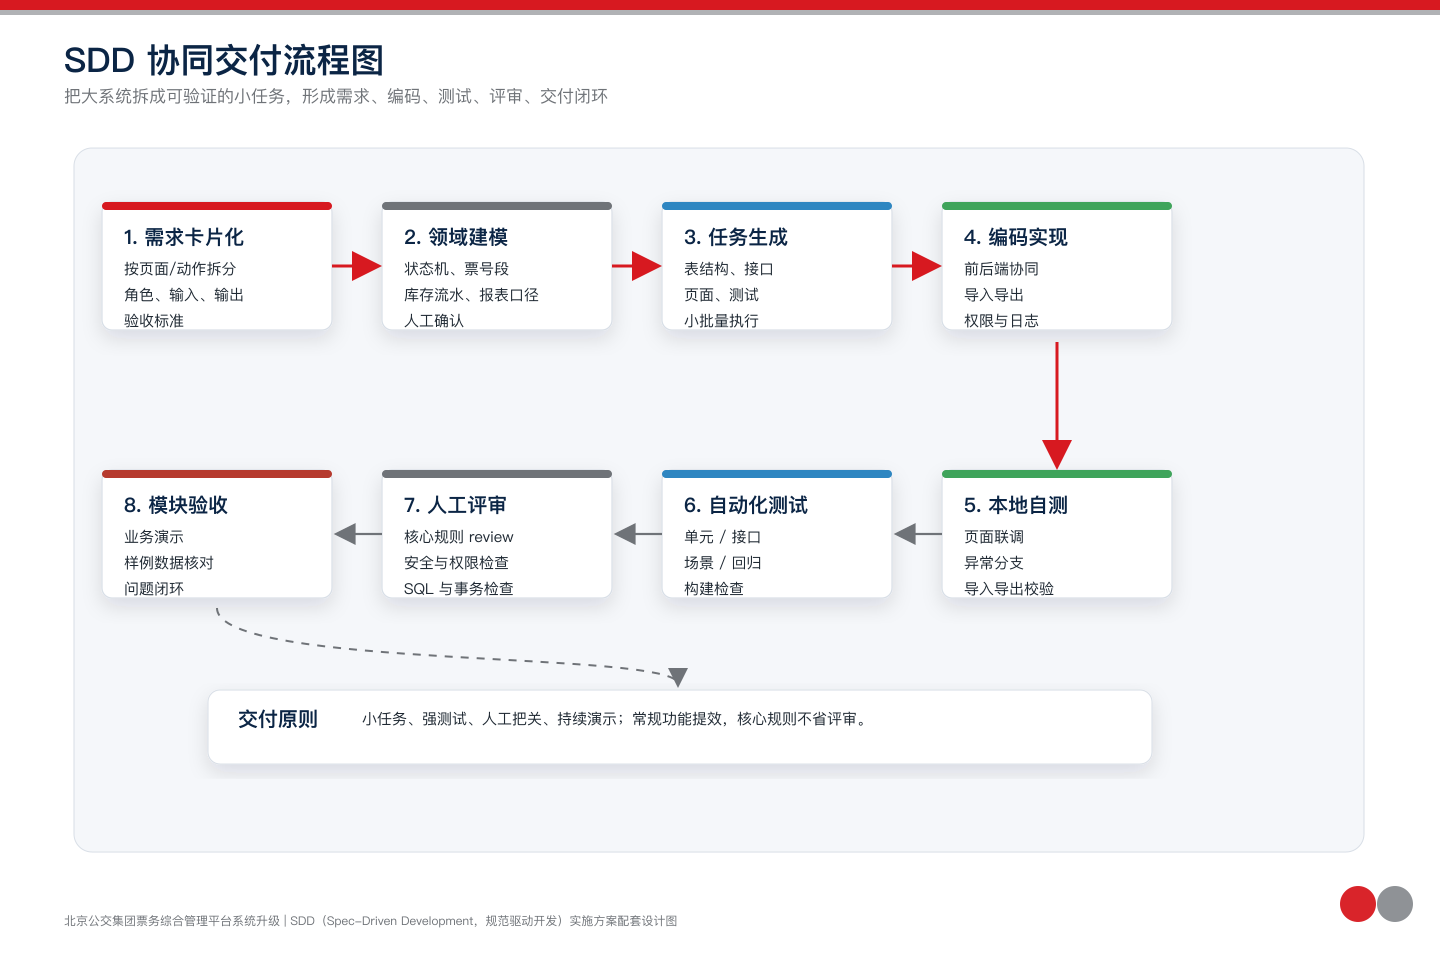 SDD 协同交付流程图
把大系统拆成可验证的小任务，形成需求、编码、测试、评审、交付闭环
1. 需求卡片化
按页面/动作拆分
角色、输入、输出
验收标准
2. 领域建模
状态机、票号段
库存流水、报表口径
人工确认
3. 任务生成
表结构、接口
页面、测试
小批量执行
4. 编码实现
前后端协同
导入导出
权限与日志
5. 本地自测
页面联调
异常分支
导入导出校验
6. 自动化测试
单元 / 接口
场景 / 回归
构建检查
7. 人工评审
核心规则 review
安全与权限检查
SQL 与事务检查
8. 模块验收
业务演示
样例数据核对
问题闭环
交付原则 小任务、强测试、人工把关、持续演示；常规功能提效，核心规则不省评审。
北京公交集团票务综合管理平台系统升级 | SDD（Spec-Driven Development，规范驱动开发）实施方案配套设计图